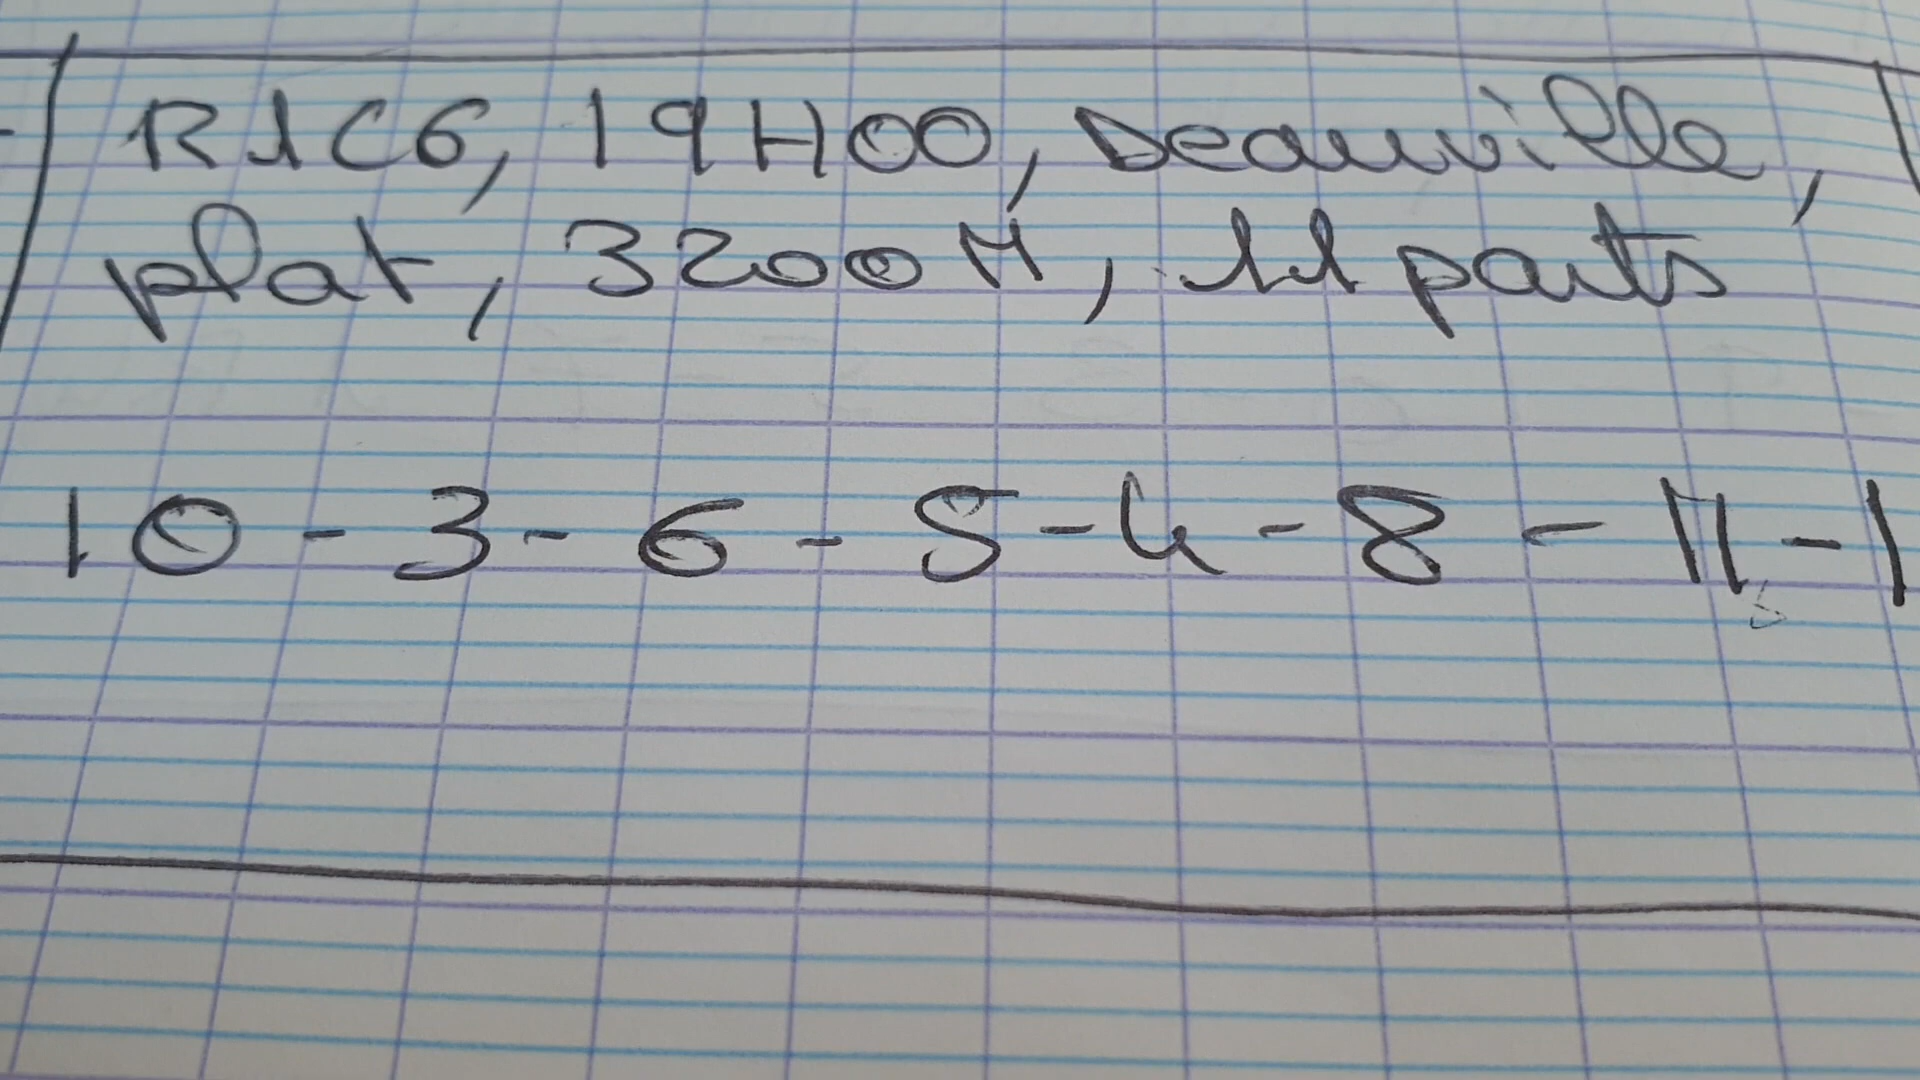 R1C6, 19H00, Deauville,
plat, 3200M, 11 parts
10 - 3 - 6 - 5 - 4 - 8 - 11 - 1